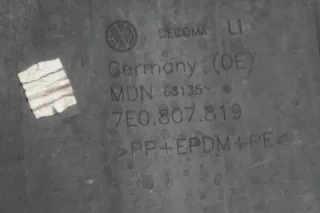 DECOMA LI
Germany (DE)
MDN 63135
7E0.807.819
>PP+EPDM+PE<